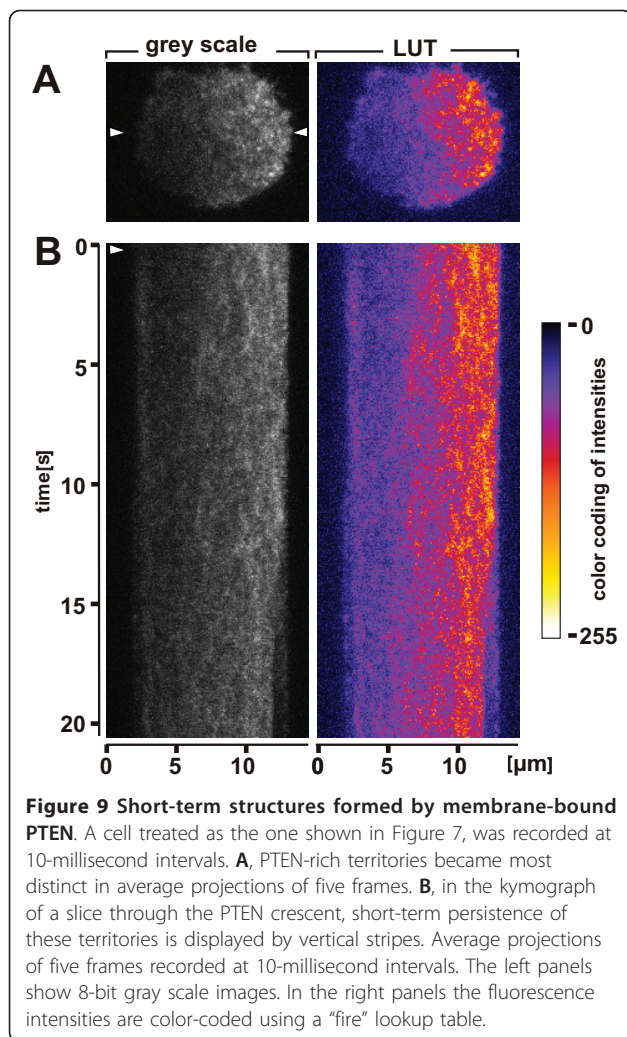 grey scale
LUT
A
B
0
5
10
15
20
time[s]
0
5
10
0
5
10
[µm]
0
255
color coding of intensities
Figure 9 Short-term structures formed by membrane-bound
PTEN. A cell treated as the one shown in Figure 7, was recorded at
10-millisecond intervals. A, PTEN-rich territories became most
distinct in average projections of five frames. B, in the kymograph
of a slice through the PTEN crescent, short-term persistence of
these territories is displayed by vertical stripes. Average projections
of five frames recorded at 10-millisecond intervals. The left panels
show 8-bit gray scale images. In the right panels the fluorescence
intensities are color-coded using a “fire” lookup table.